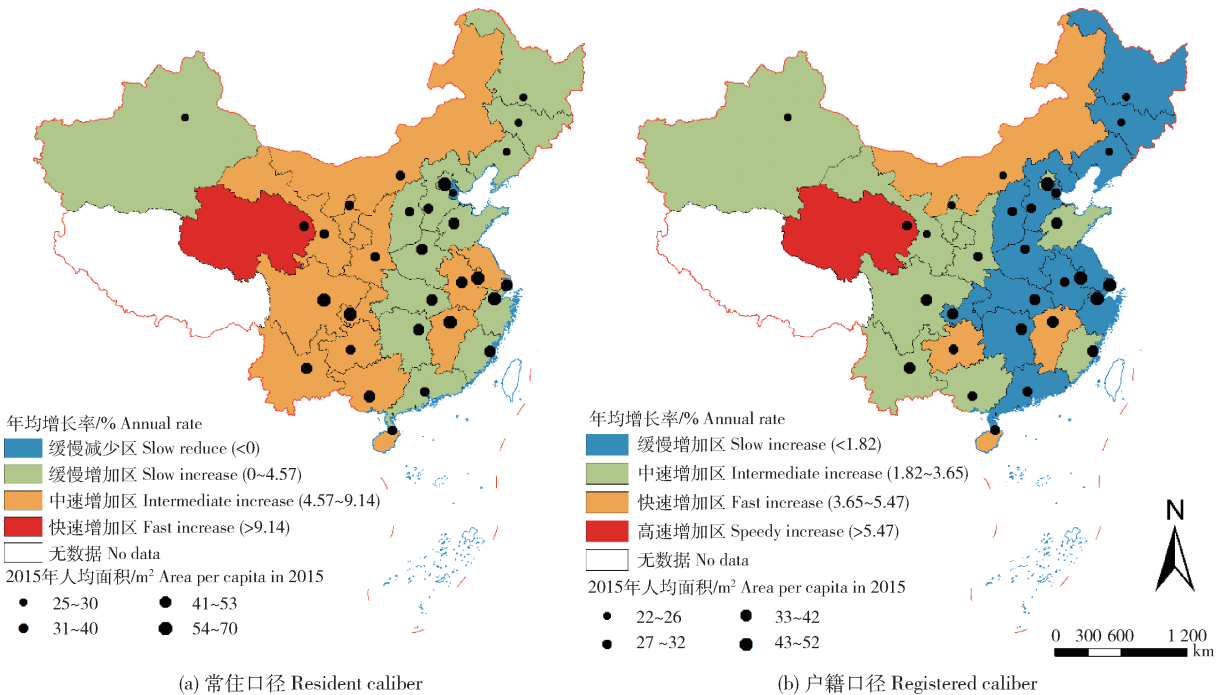 年均增长率/% Annual rate
缓慢减少区 Slow reduce (<0)
缓慢增加区 Slow increase (0~4.57)
中速增加区 Intermediate increase (4.57~9.14)
快速增加区 Fast increase (>9.14)
无数据 No data
2015年人均面积/m² Area per capita in 2015
25~30
41~53
31~40
54~70
(a) 常住口径 Resident caliber
年均增长率/% Annual rate
缓慢增加区 Slow increase (<1.82)
中速增加区 Intermediate increase (1.82~3.65)
快速增加区 Fast increase (3.65~5.47)
高速增加区 Speedy increase (>5.47)
无数据 No data
2015年人均面积/m² Area per capita in 2015
22~26
33~42
27~32
43~52
N
0 300 600 1 200
km
(b) 户籍口径 Registered caliber